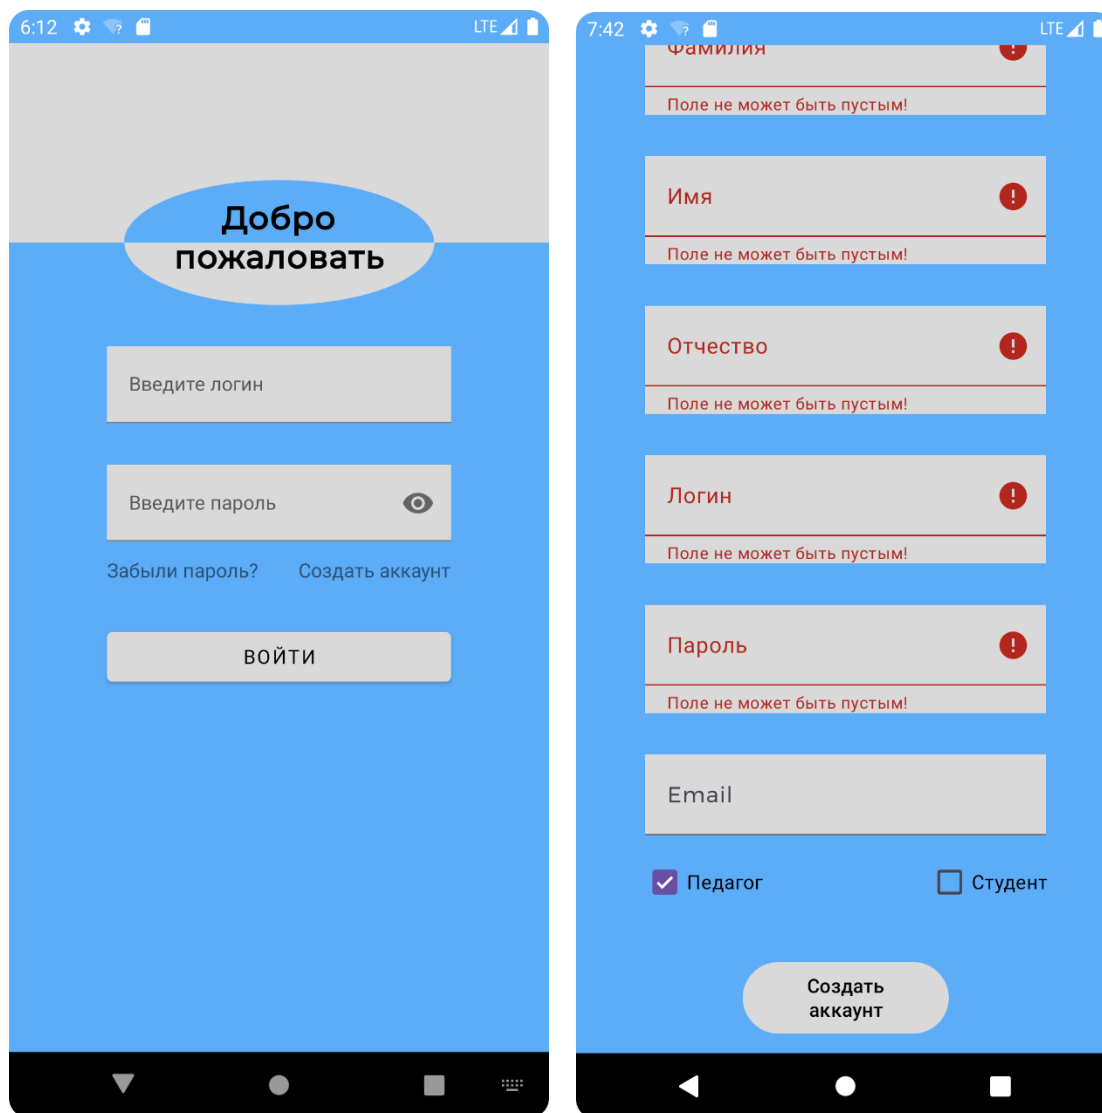 6:12
LTE
Добро
пожаловать
Введите логин
Введите пароль
Забыли пароль? Создать аккаунт
ВОЙТИ
7:42
LTE
Фамилия
Поле не может быть пустым!
Имя
Поле не может быть пустым!
Отчество
Поле не может быть пустым!
Логин
Поле не может быть пустым!
Пароль
Поле не может быть пустым!
Email
Педагог Студент
Создать
аккаунт